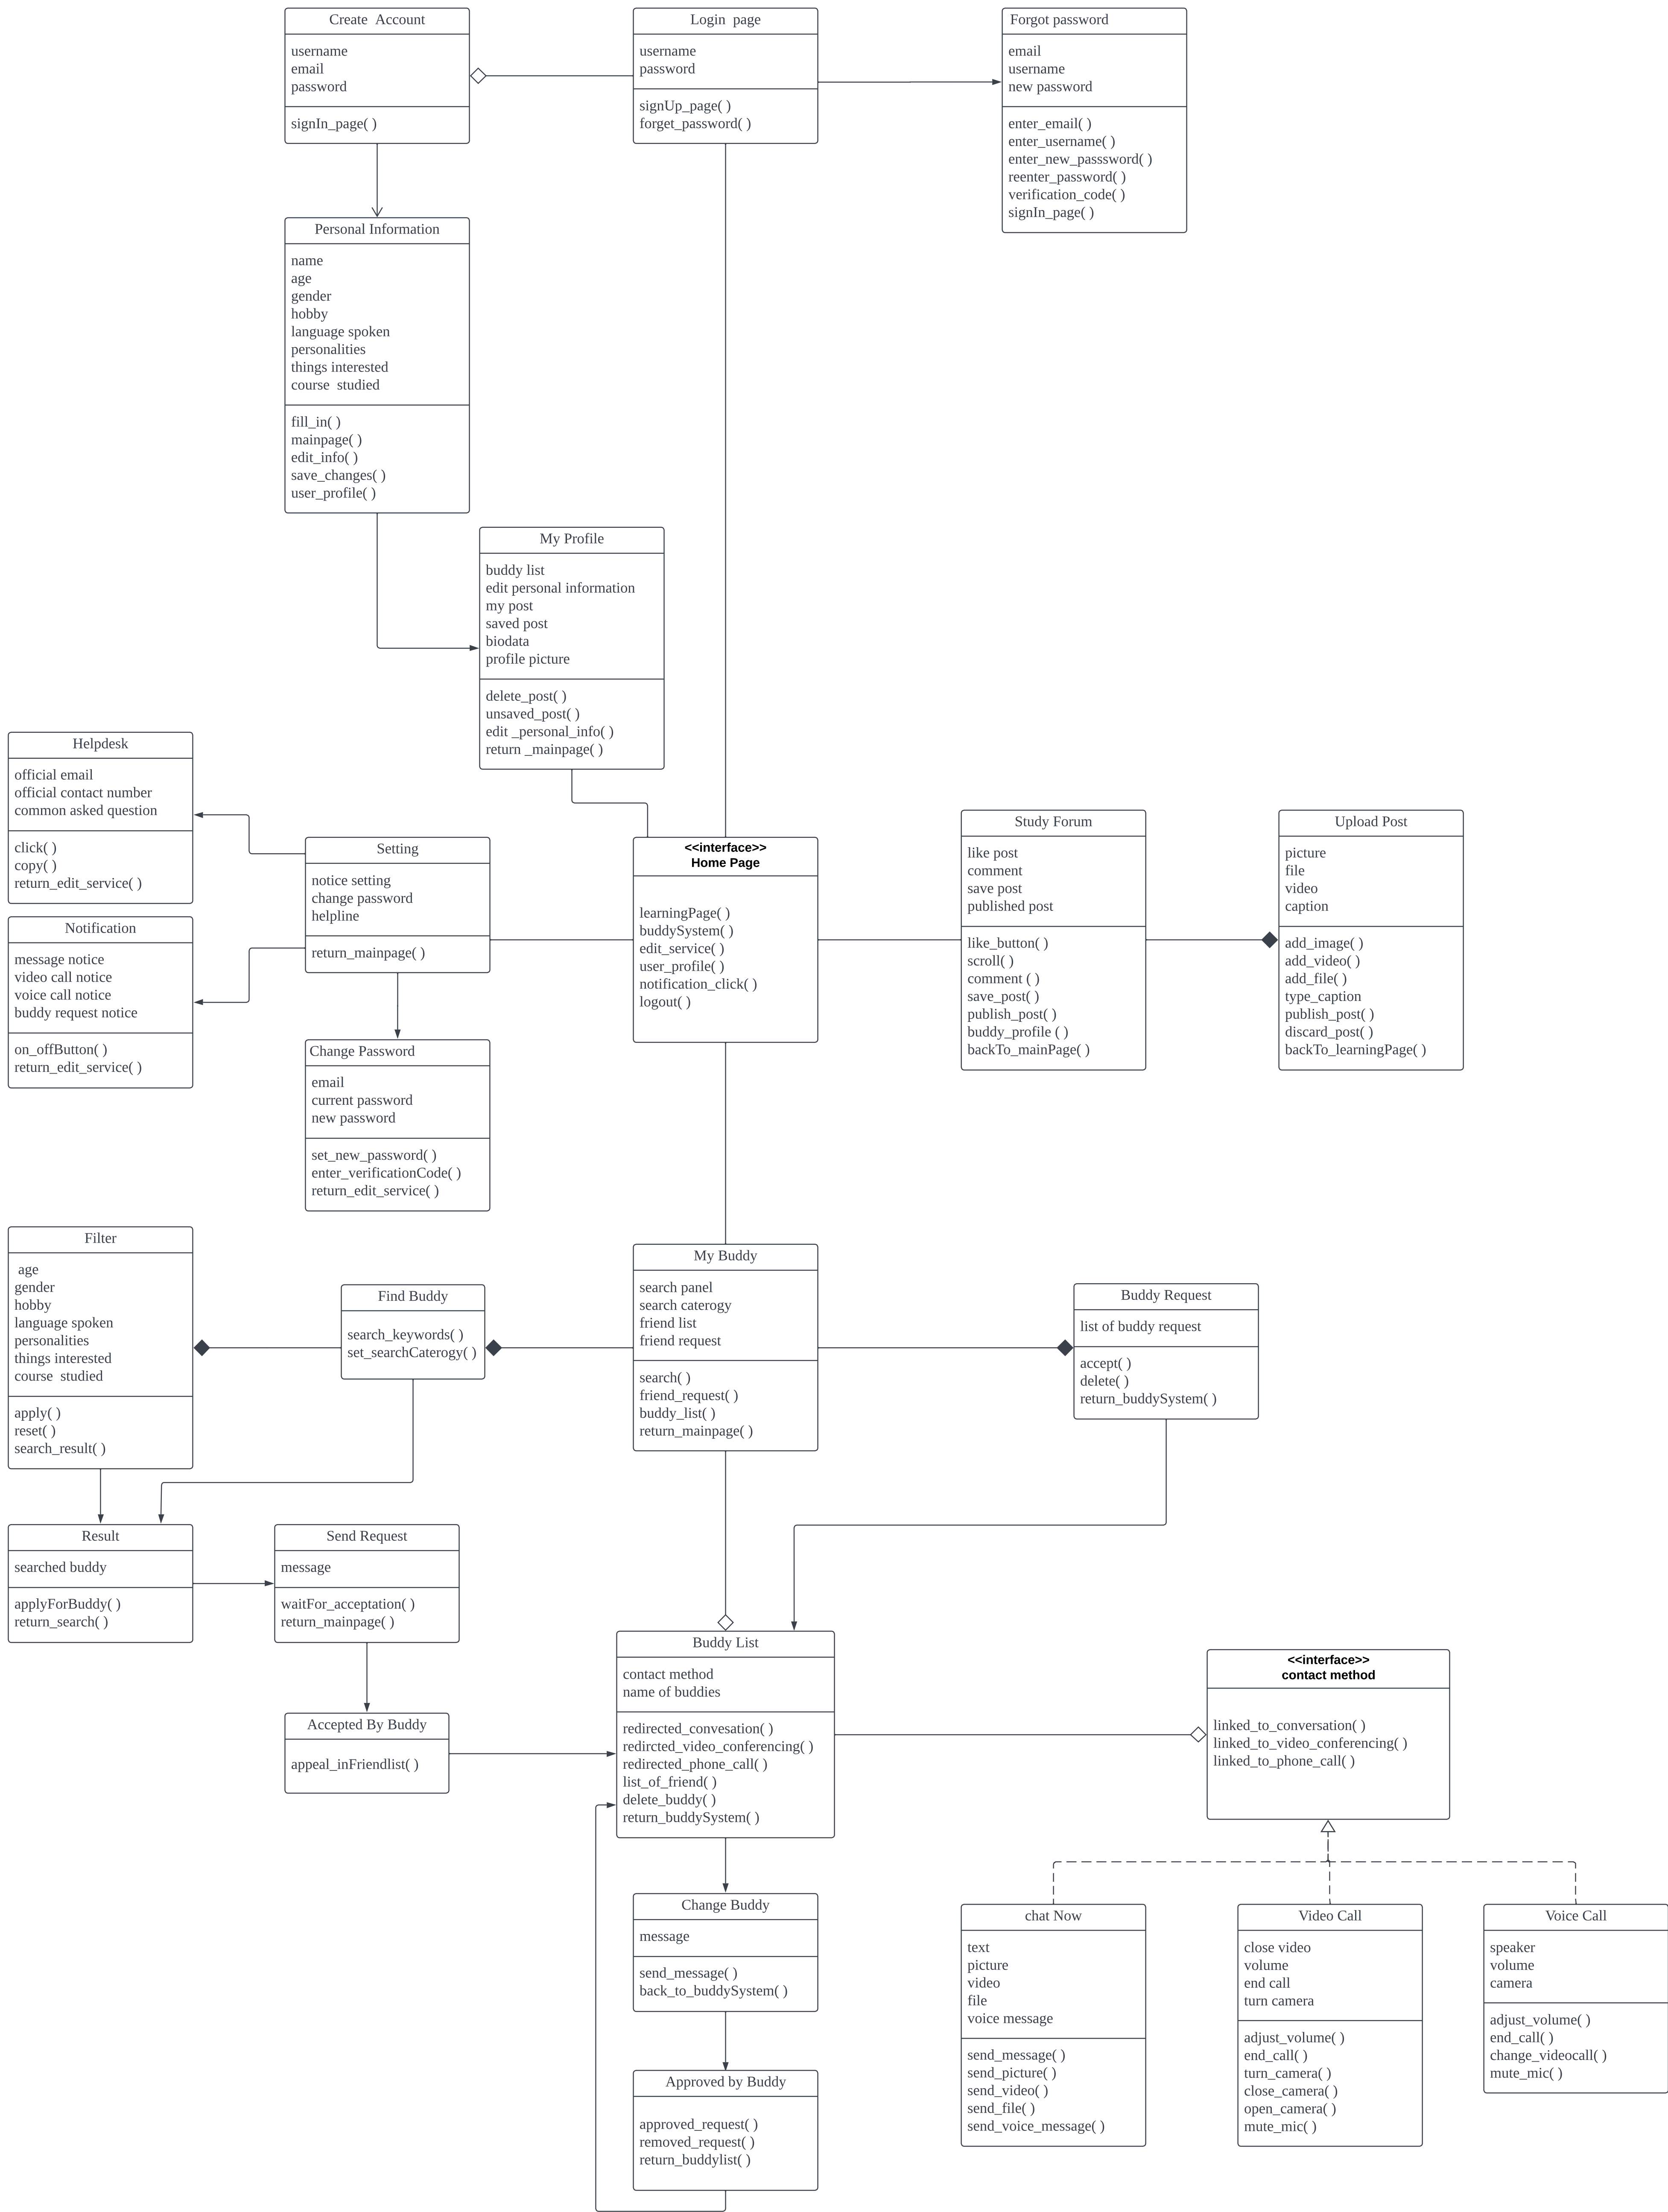 Create  Account
username
email
password
signIn_page( )
Login  page
username
password
signUp_page( )
forget_password( )
Forgot password
email
username
new password
enter_email( )
enter_username( )
enter_new_passsword( )
reenter_password( )
verification_code( )
signIn_page( )
Personal Information
name
age
gender
hobby
language spoken
personalities
things interested
course  studied
fill_in( )
mainpage( )
edit_info( )
save_changes( )
user_profile( )
My Profile
buddy list
edit personal information
my post
saved post
biodata
profile picture
delete_post( )
unsaved_post( )
edit _personal_info( )
return _mainpage( )
Helpdesk
official email
official contact number
common asked question
click( )
copy( )
return_edit_service( )
Setting
notice setting
change password
helpline
return_mainpage( )
<<interface>>
Home Page
learningPage( )
buddySystem( )
edit_service( )
user_profile( )
notification_click( )
logout( )
Study Forum
like post
comment
save post
published post
like_button( )
scroll( )
comment ( )
save_post( )
publish_post( )
buddy_profile ( )
backTo_mainPage( )
Upload Post
picture
file
video
caption
add_image( )
add_video( )
add_file( )
type_caption
publish_post( )
discard_post( )
backTo_learningPage( )
Notification
message notice
video call notice
voice call notice
buddy request notice
on_offButton( )
return_edit_service( )
Change Password
email
current password
new password
set_new_password( )
enter_verificationCode( )
return_edit_service( )
Filter
age
gender
hobby
language spoken
personalities
things interested
course  studied
apply( )
reset( )
search_result( )
Find Buddy
search_keywords( )
set_searchCaterogy( )
My Buddy
search panel
search caterogy
friend list
friend request
search( )
friend_request( )
buddy_list( )
return_mainpage( )
Buddy Request
list of buddy request
accept( )
delete( )
return_buddySystem( )
Result
searched buddy
applyForBuddy( )
return_search( )
Send Request
message
waitFor_acceptation( )
return_mainpage( )
Accepted By Buddy
appeal_inFriendlist( )
Buddy List
contact method
name of buddies
redirected_convesation( )
redircted_video_conferencing( )
redirected_phone_call( )
list_of_friend( )
delete_buddy( )
return_buddySystem( )
<<interface>>
contact method
linked_to_conversation( )
linked_to_video_conferencing( )
linked_to_phone_call( )
Change Buddy
message
send_message( )
back_to_buddySystem( )
Approved by Buddy
approved_request( )
removed_request( )
return_buddylist( )
chat Now
text
picture
video
file
voice message
send_message( )
send_picture( )
send_video( )
send_file( )
send_voice_message( )
Video Call
close video
volume
end call
turn camera
adjust_volume( )
end_call( )
turn_camera( )
close_camera( )
open_camera( )
mute_mic( )
Voice Call
speaker
volume
camera
adjust_volume( )
end_call( )
change_videocall( )
mute_mic( )